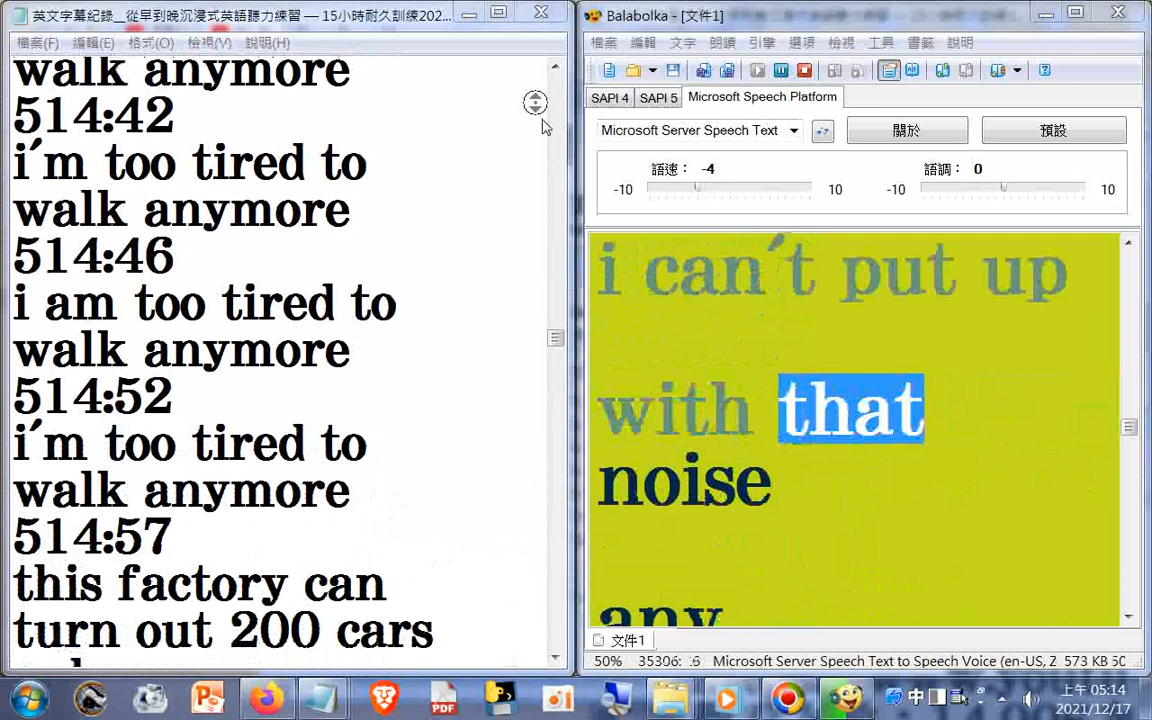 英文字幕紀錄__從早到晚沉浸式英語聽力練習 — 15小時耐久訓練202...
檔案(F) 編輯(E) 格式(O) 檢視(V) 說明(H)
walk anymore
514:42
i´m too tired to
walk anymore
514:46
i am too tired to
walk anymore
514:52
i´m too tired to
walk anymore
514:57
this factory can
turn out 200 cars
Balabolka - [文件1]
檔案 編輯 文字 朗讀 引擎 選項 檢視 工具 書籤 說明
SAPI 4 SAPI 5 Microsoft Speech Platform
Microsoft Server Speech Text 關於 預設
語速： -4 語調： 0
-10 10 -10 10
i can´t put up
with that
noise
any
文件1
50% 35306: 16 Microsoft Server Speech Text to Speech Voice (en-US, Z 573 KB 50
PDF 中 上午 05:14
2021/12/17